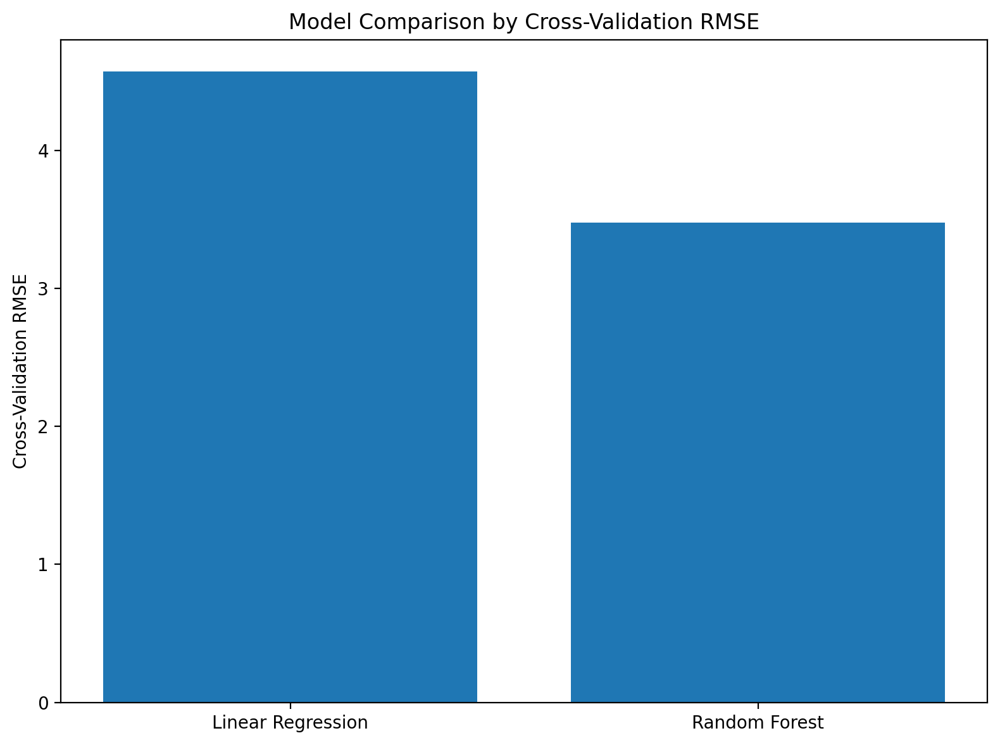 Model Comparison by Cross-Validation RMSE
Cross-Validation RMSE
4
3
2
1
0
Linear Regression
Random Forest